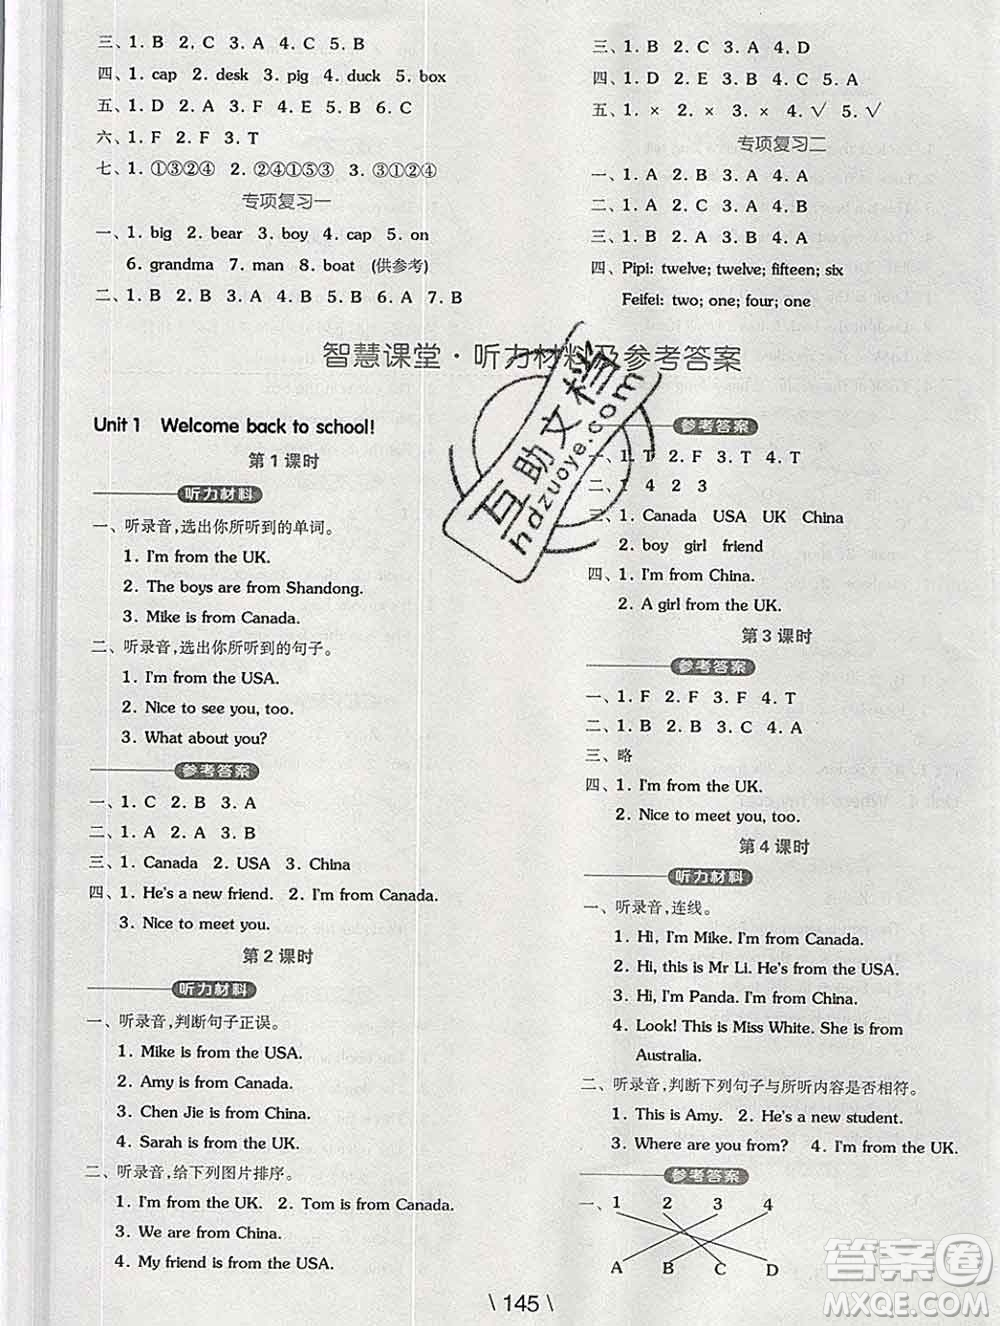 三、1. B 2. C 3. A 4. C 5. B
四、1. cap 2. desk 3. pig 4. duck 5. box
五、1. D 2. A 3. F 4. E 5. B 6. C
六、1. F 2. F 3. T
七、1. ①③②④ 2. ②④①⑤③ 3. ②③①④
专项复习一
一、1. big 2. bear 3. boy 4. cap 5. on
6. grandma 7. man 8. boat (供参考)
二、1. B 2. B 3. B 4. B 5. A 6. A 7. B
三、1. B 2. C 3. A 4. D
四、1. D 2. E 3. B 4. C 5. A
五、1. × 2. × 3. × 4. √ 5. √
专项复习二
一、1. A 2. B 3. A 4. A
二、1. A 2. A 3. A 4. B
三、1. B 2. A 3. A 4. A
四、Pipi: twelve; twelve; fifteen; six
Feifei: two; one; four; one
智慧课堂·听力材料及参考答案
Unit 1 Welcome back to school!
第1课时
听力材料
一、听录音,选出你所听到的单词。
1. I'm from the UK.
2. The boys are from Shandong.
3. Mike is from Canada.
二、听录音,选出你所听到的句子。
1. I'm from the USA.
2. Nice to see you, too.
3. What about you?
参考答案
一、1. C 2. B 3. A
二、1. A 2. A 3. B
三、1. Canada 2. USA 3. China
四、1. He's a new friend. 2. I'm from Canada.
3. Nice to meet you.
第2课时
听力材料
一、听录音,判断句子正误。
1. Mike is from the USA.
2. Amy is from Canada.
3. Chen Jie is from China.
4. Sarah is from the UK.
二、听录音,给下列图片排序。
1. I'm from the UK. 2. Tom is from Canada.
3. We are from China.
4. My friend is from the USA.
参考答案
一、1. T 2. F 3. T 4. T
二、1 4 2 3
三、1. Canada USA UK China
2. boy girl friend
四、1. I'm from China.
2. A girl from the UK.
第3课时
参考答案
一、1. F 2. F 3. F 4. T
二、1. B 2. B 3. C 4. A
三、略
四、1. I'm from the UK.
2. Nice to meet you, too.
第4课时
听力材料
一、听录音,连线。
1. Hi, I'm Mike. I'm from Canada.
2. Hi, this is Mr Li. He's from the USA.
3. Hi, I'm Panda. I'm from China.
4. Look! This is Miss White. She is from
Australia.
二、听录音,判断下列句子与所听内容是否相符。
1. This is Amy. 2. He's a new student.
3. Where are you from? 4. I'm from the UK.
参考答案
一、1 2 3 4
A B C D
\ 145 \
互助文档
hdzuoye.com
答案圈
MXQE.COM